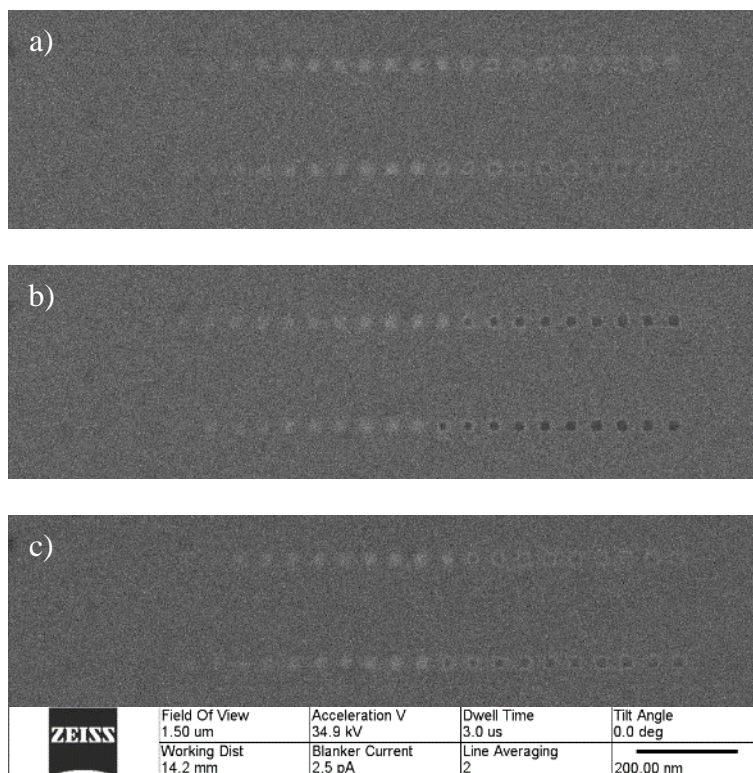 a)
b)
c)
ZEISS
Field Of View
1.50 um
Acceleration V
34.9 kV
Dwell Time
3.0 us
Tilt Angle
0.0 deg
Working Dist
14.2 mm
Blanker Current
2.5 pA
Line Averaging
2
200.00 nm